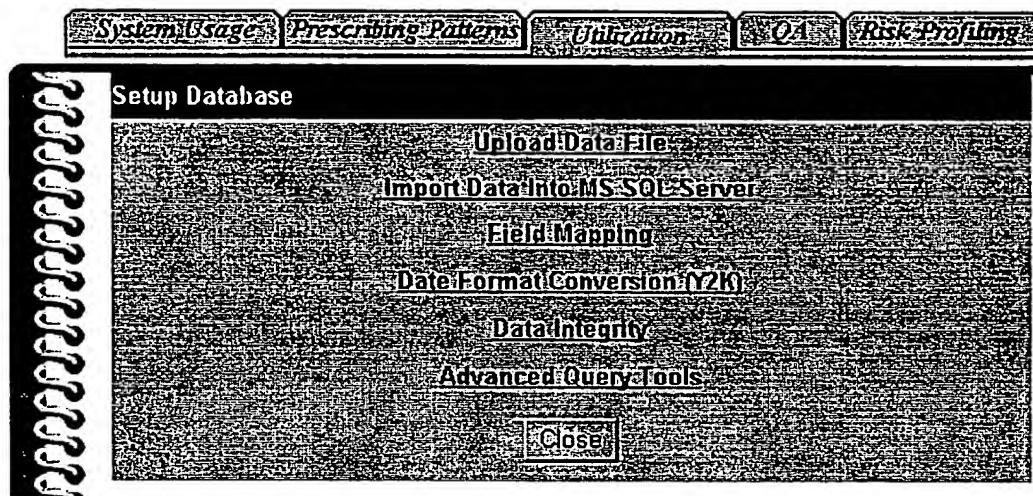 System Usage Prescribing Patterns Utilization QA Risk Profiling
Setup Database
Upload Data File
Import Data Into MS SQL Server
Field Mapping
Date Format Conversion (Y2K)
Data Integrity
Advanced Query Tools
Close